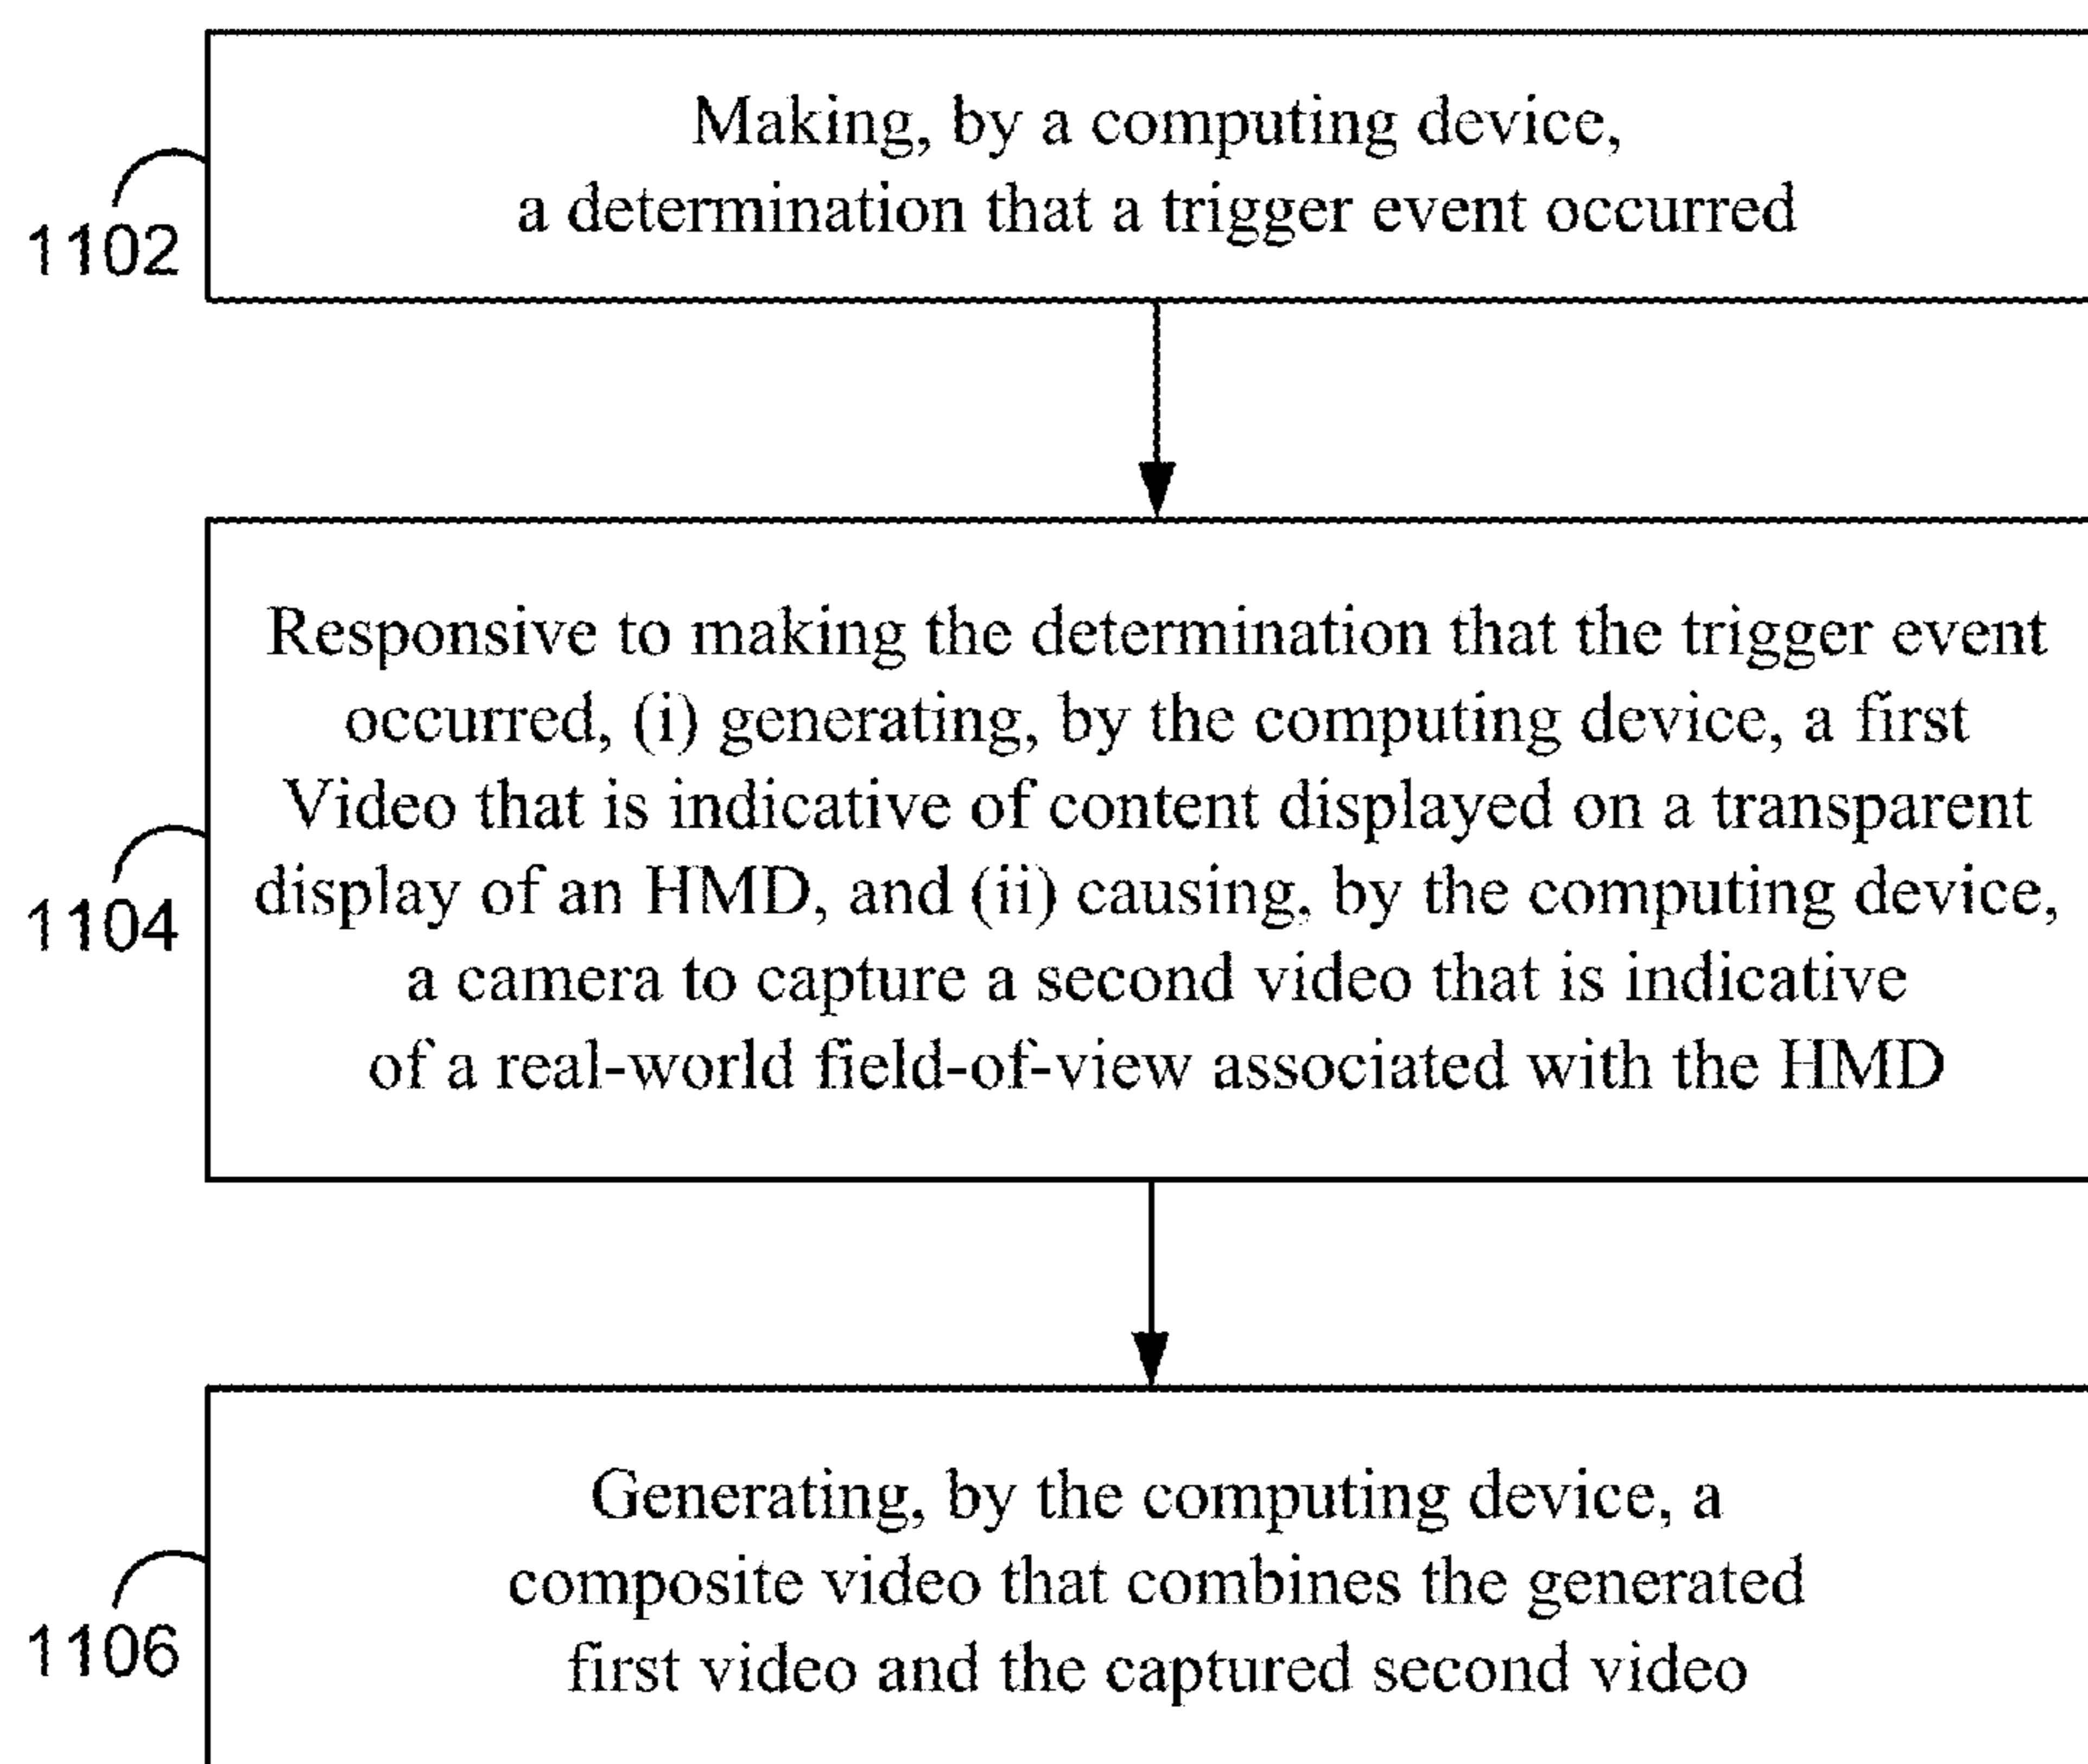 Making, by a computing device,
a determination that a trigger event occurred
1102
Responsive to making the determination that the trigger event
occurred, (i) generating, by the computing device, a first
Video that is indicative of content displayed on a transparent
display of an HMD, and (ii) causing, by the computing device,
a camera to capture a second video that is indicative
of a real-world field-of-view associated with the HMD
1104
Generating, by the computing device, a
composite video that combines the generated
first video and the captured second video
1106